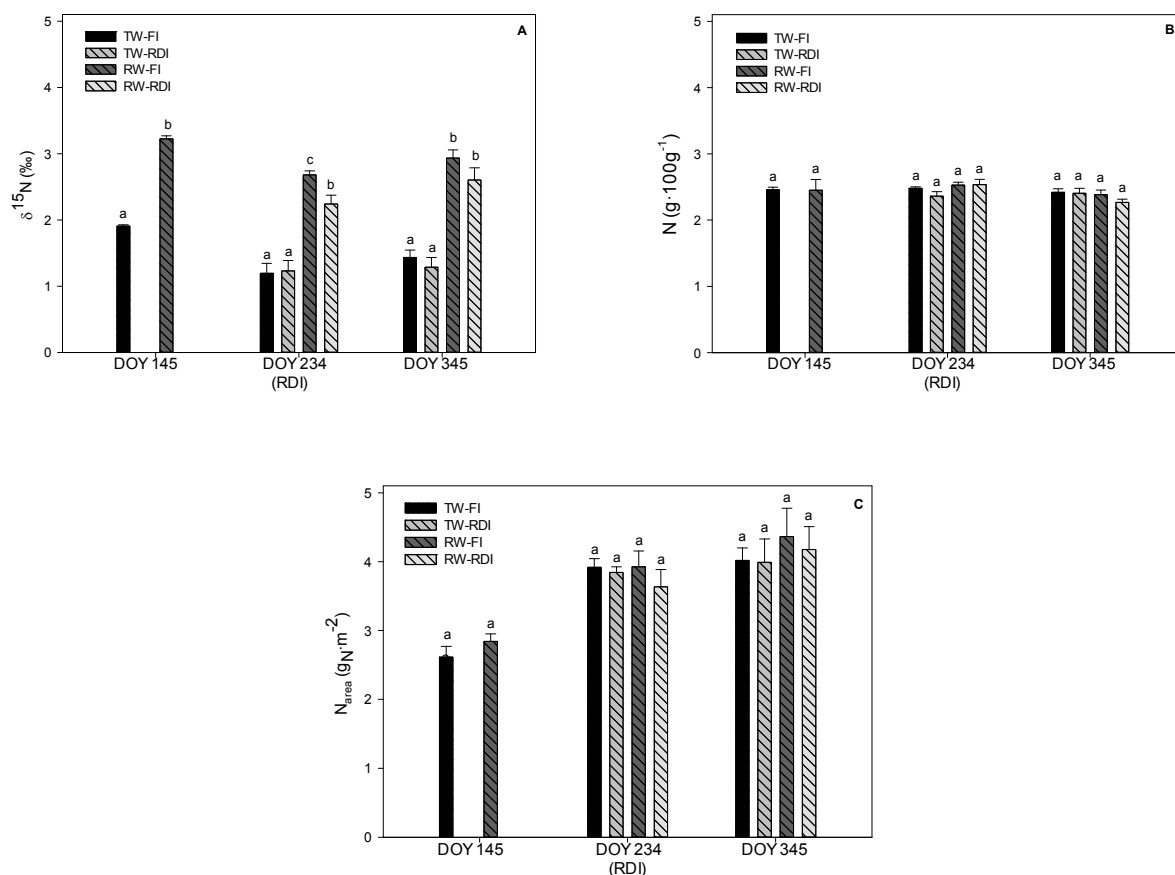 A
TW-FI
TW-RDI
RW-FI
RW-RDI
5
4
3
2
1
0
δ 15N (‰)
a b
a a c b
a a b b
DOY 145 DOY 234 DOY 345
(RDI)
B
TW-FI
TW-RDI
RW-FI
RW-RDI
5
4
3
2
1
0
N (g·100g-1)
a a
a a a a
a a a a
DOY 145 DOY 234 DOY 345
(RDI)
C
TW-FI
TW-RDI
RW-FI
RW-RDI
5
4
3
2
1
0
Narea (gN·m-2)
a a
a a a a
a a a a
DOY 145 DOY 234 DOY 345
(RDI)